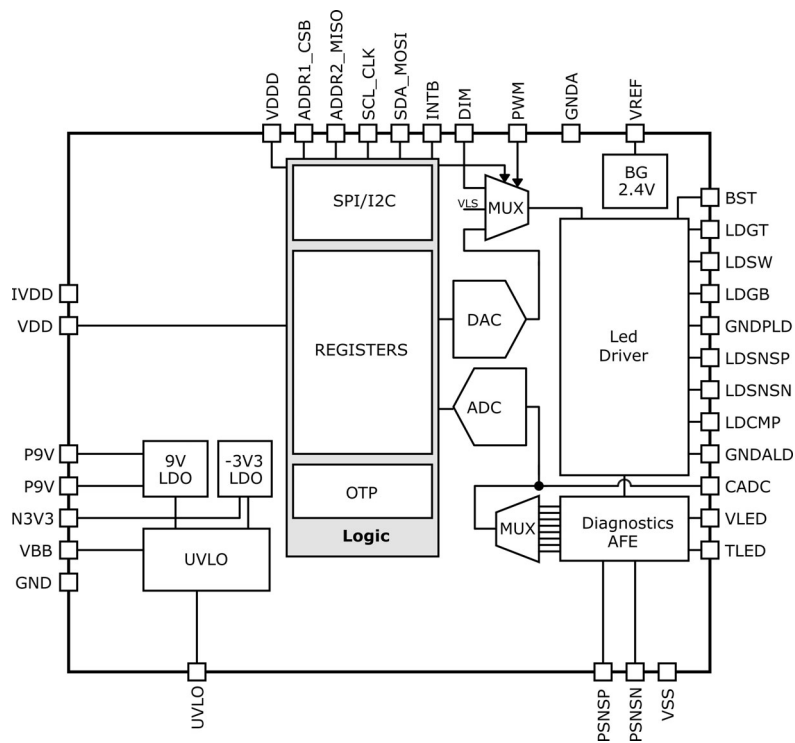 VDDD
ADDR1_CSB
ADDR2_MISO
SCL_CLK
SDA_MOSI
INTB
DIM
PWM
GNDA
VREF
BG
2.4V
SPI/I2C
VLS
MUX
BST
LDGT
LDSW
LDGB
GNDPLD
LDSNSP
LDSNSN
LDCMP
GNDALD
CADC
VLED
TLED
IVDD
VDD
REGISTERS
DAC
Led
Driver
ADC
P9V
P9V
N3V3
VBB
GND
9V
LDO
-3V3
LDO
OTP
Logic
MUX
Diagnostics
AFE
UVLO
UVLO
PSNSP
PSNSN
VSS